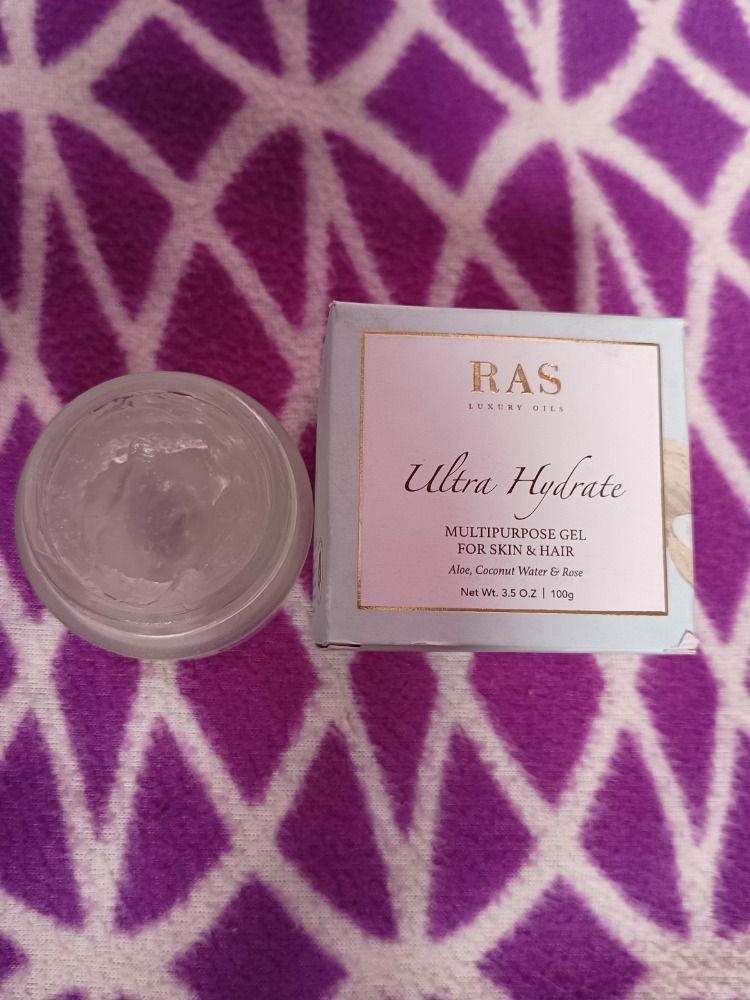 RAS
LUXURY OILS
Ultra Hydrate
MULTIPURPOSE GEL
FOR SKIN & HAIR
Aloe, Coconut Water & Rose
Net Wt. 3.5 O.Z | 100g